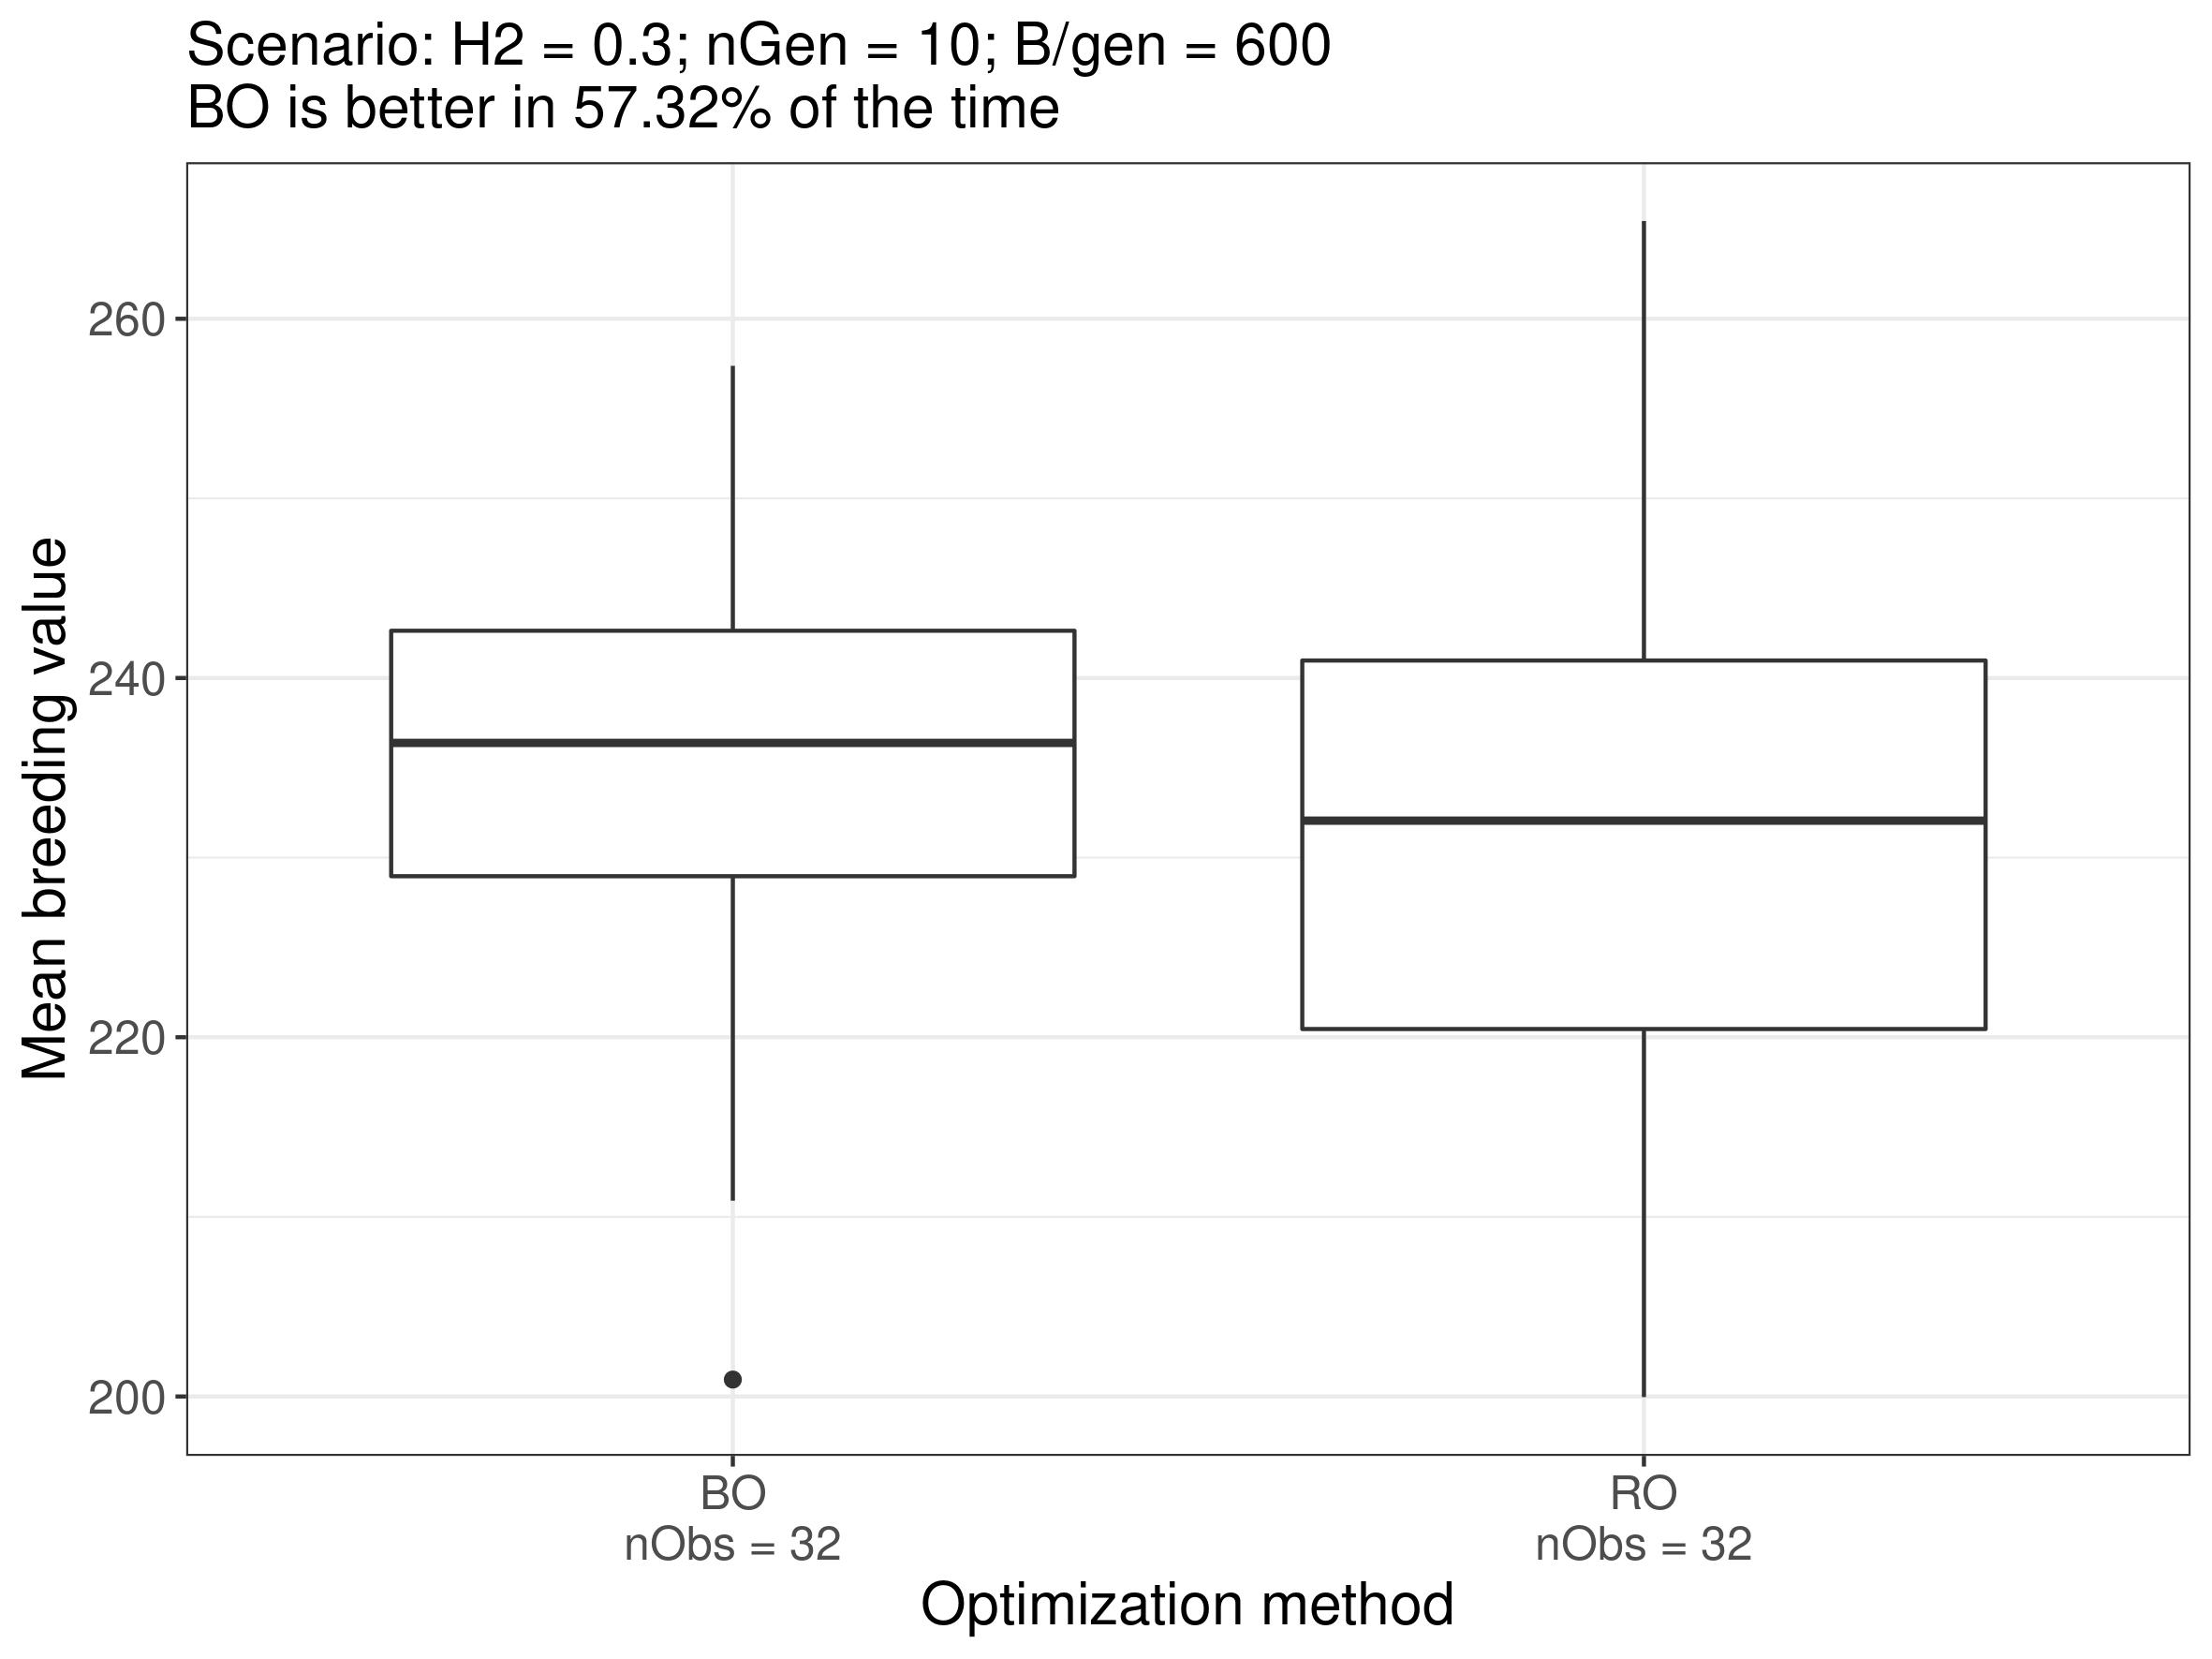 Scenario: H2 = 0.3; nGen = 10; B/gen = 600
BO is better in 57.32% of the time
Mean breeding value
260
240
220
200
BO
nObs = 32
RO
nObs = 32
Optimization method